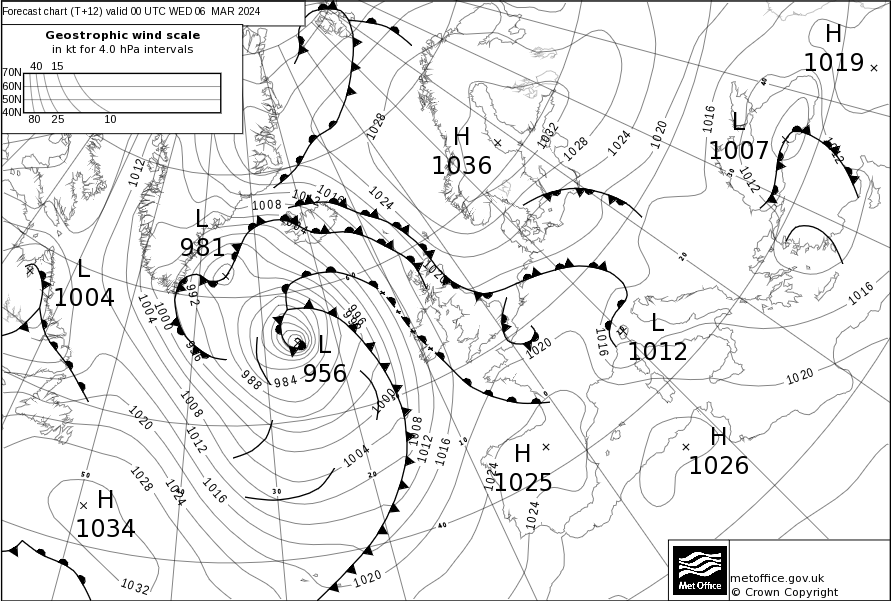 Forecast chart (T+12) valid 00 UTC WED 06 MAR 2024
Geostrophic wind scale
in kt for 4.0 hPa intervals
40 15
70N
60N
50N
40N
80 25 10
H
1019
L
1007
H
1036
L
981
L
1004
L
956
L
1012
H
1025
H
1026
H
1034
1028
1032
1028
1024
1020
1016
1012
1012
1012
1008
1012
1024
1004
1020
992
1004
1000
996
996
988
984
1000
1008
1012
1016
1004
1020
1016
1020
1016
1020
1008
1012
1016
1024
1028
1032
1020
1024
1024
50
30
20
10
40
60
0
20
40
Met Office
metoffice.gov.uk
© Crown Copyright